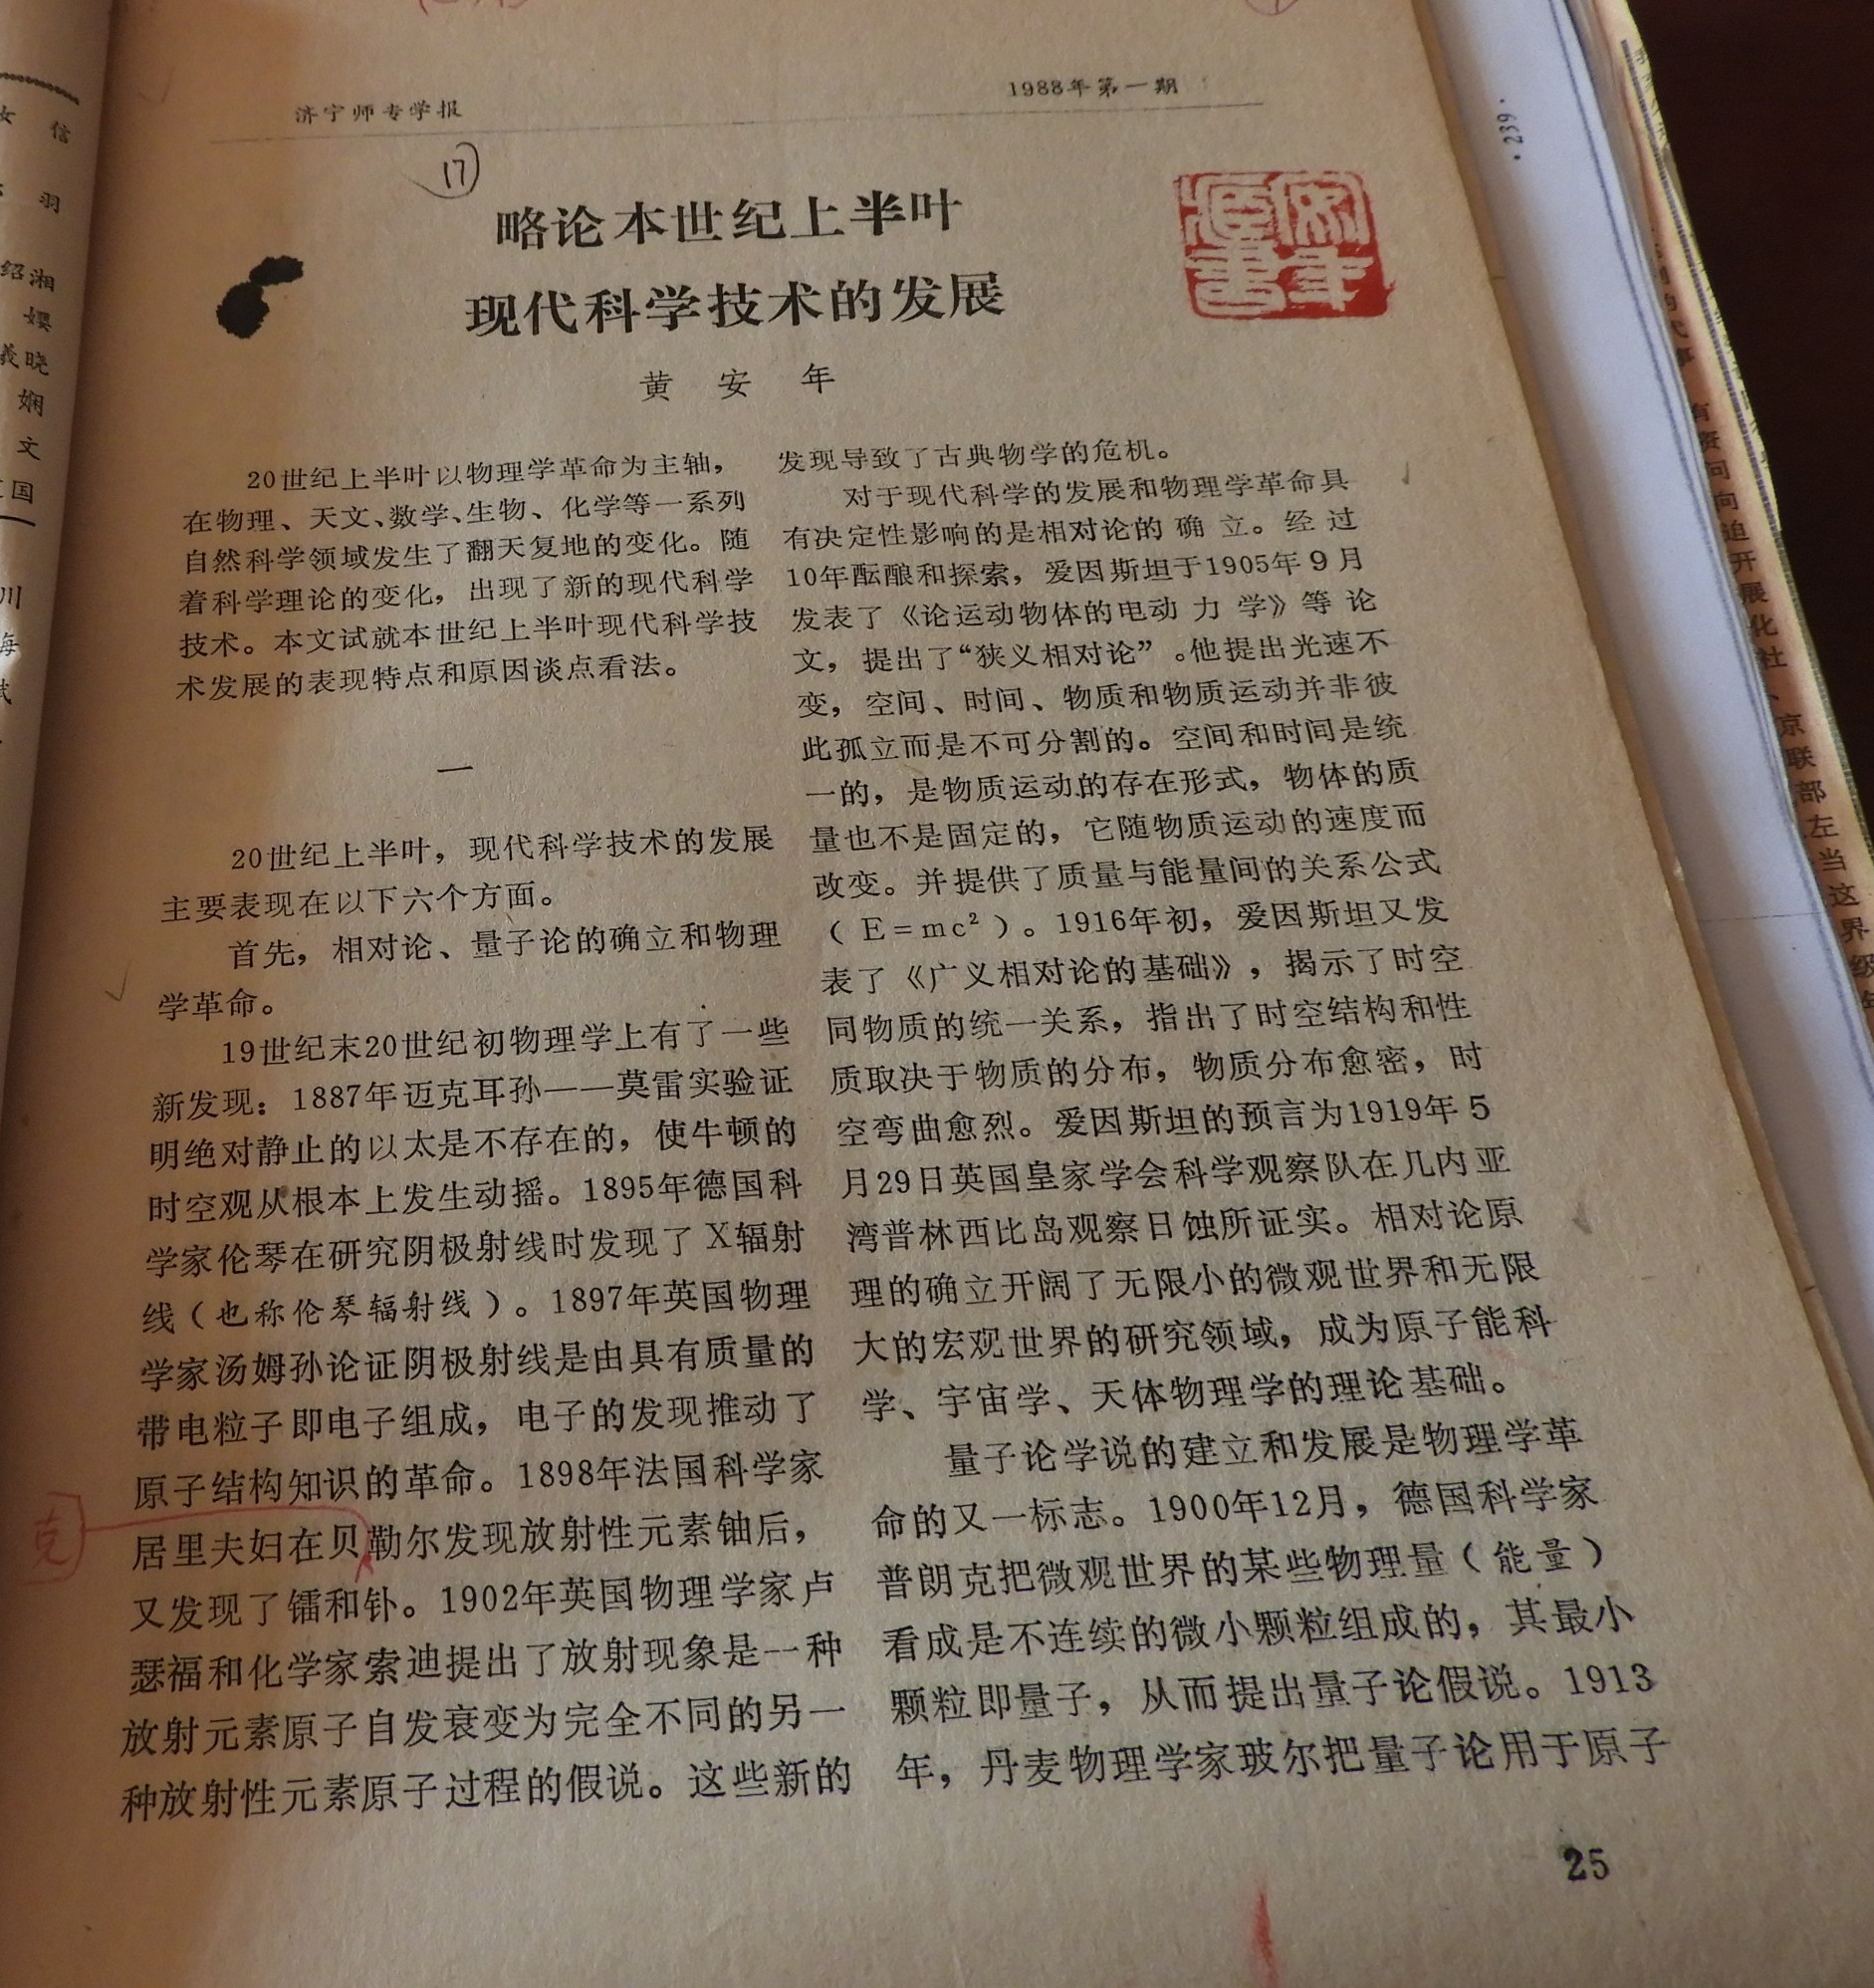 济宁师专学报
1988年第一期
17
略论本世纪上半叶
现代科学技术的发展
黄安年
20世纪上半叶以物理学革命为主轴，
在物理、天文、数学、生物、化学等一系列
自然科学领域发生了翻天复地的变化。随
着科学理论的变化，出现了新的现代科学
技术。本文试就本世纪上半叶现代科学技
术发展的表现特点和原因谈点看法。
一
20世纪上半叶，现代科学技术的发展
主要表现在以下六个方面。
首先，相对论、量子论的确立和物理
学革命。
19世纪末20世纪初物理学上有了一些
新发现：1887年迈克耳孙——莫雷实验证
明绝对静止的以太是不存在的，使牛顿的
时空观从根本上发生动摇。1895年德国科
学家伦琴在研究阴极射线时发现了X辐射
线（也称伦琴辐射线）。1897年英国物理
学家汤姆孙论证阴极射线是由具有质量的
带电粒子即电子组成，电子的发现推动了
原子结构知识的革命。1898年法国科学家
居里夫妇在贝勒尔发现放射性元素铀后，
克
又发现了镭和钋。1902年英国物理学家卢
瑟福和化学家索迪提出了放射现象是一种
放射元素原子自发衰变为完全不同的另一
种放射性元素原子过程的假说。这些新的
发现导致了古典物学的危机。
对于现代科学的发展和物理学革命具
有决定性影响的是相对论的确立。经过
10年酝酿和探索，爱因斯坦于1905年9月
发表了《论运动物体的电动力学》等论
文，提出了“狭义相对论”。他提出光速不
变，空间、时间、物质和物质运动并非彼
此孤立而是不可分割的。空间和时间是统
一的，是物质运动的存在形式，物体的质
量也不是固定的，它随物质运动的速度而
改变。并提供了质量与能量间的关系公式
（E=mc²）。1916年初，爱因斯坦又发
表了《广义相对论的基础》，揭示了时空
同物质的统一关系，指出了时空结构和性
质取决于物质的分布，物质分布愈密，时
空弯曲愈烈。爱因斯坦的预言为1919年5
月29日英国皇家学会科学观察队在几内亚
湾普林西比岛观察日蚀所证实。相对论原
理的确立开阔了无限小的微观世界和无限
大的宏观世界的研究领域，成为原子能科
学、宇宙学、天体物理学的理论基础。
量子论学说的建立和发展是物理学革
命的又一标志。1900年12月，德国科学家
普朗克把微观世界的某些物理量（能量）
看成是不连续的微小颗粒组成的，其最小
颗粒即量子，从而提出量子论假说。1913
年，丹麦物理学家玻尔把量子论用于原子
25
·239·